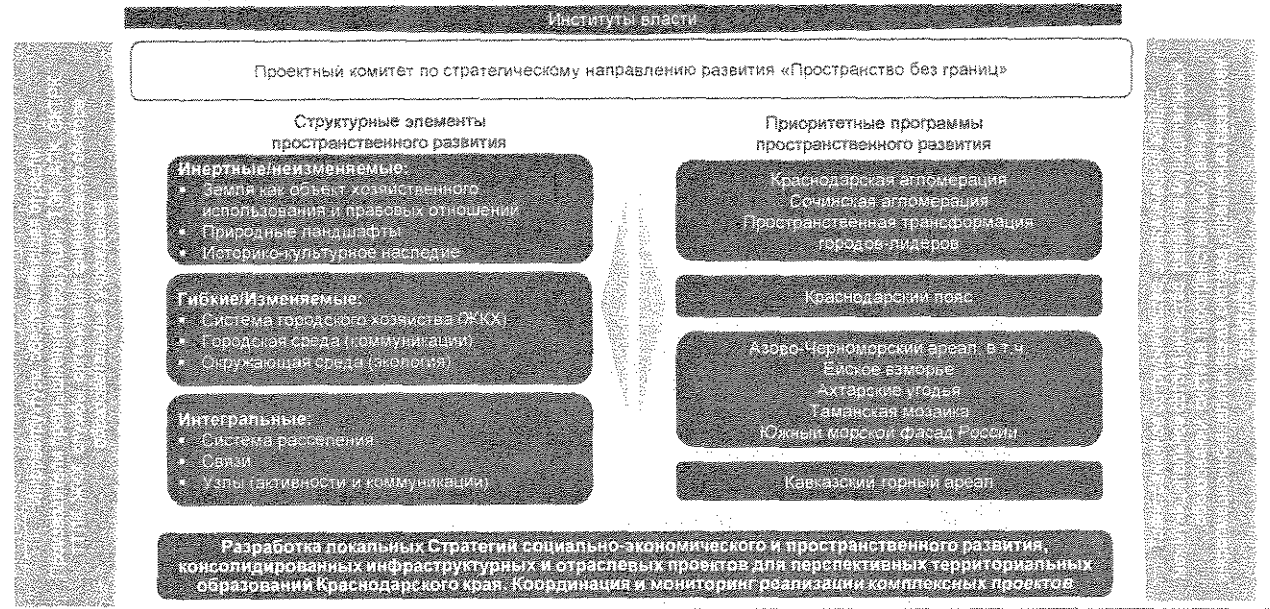 Институты власти
Проектный комитет по стратегическому направлению развития «Пространство без границ»
Структурные элементы
пространственного развития
Инертные/неизменяемые:
• Земля как объект хозяйственного
использования и правовых отношений
• Природные ландшафты
• Историко-культурное наследие
Гибкие/Изменяемые:
• Система городского хозяйства (ЖКХ)
• Городская среда (коммуникации)
• Окружающая среда (экология)
Интегральные:
• Система расселения
• Связи
• Узлы (активности и коммуникации)
Приоритетные программы
пространственного развития
Краснодарская агломерация
Сочинская агломерация
Пространственная трансформация
городов-лидеров
Краснодарский пояс
Азово-Черноморский ареал, в т.ч.
Ейское взморье
Ахтарские угодья
Таманская мозаика
Южный морской фасад России
Кавказский горный ареал
Разработка локальных Стратегий социально-экономического и пространственного развития,
консолидированных инфраструктурных и отраслевых проектов для перспективных территориальных
образований Краснодарского края. Координация и мониторинг реализации комплексных проектов